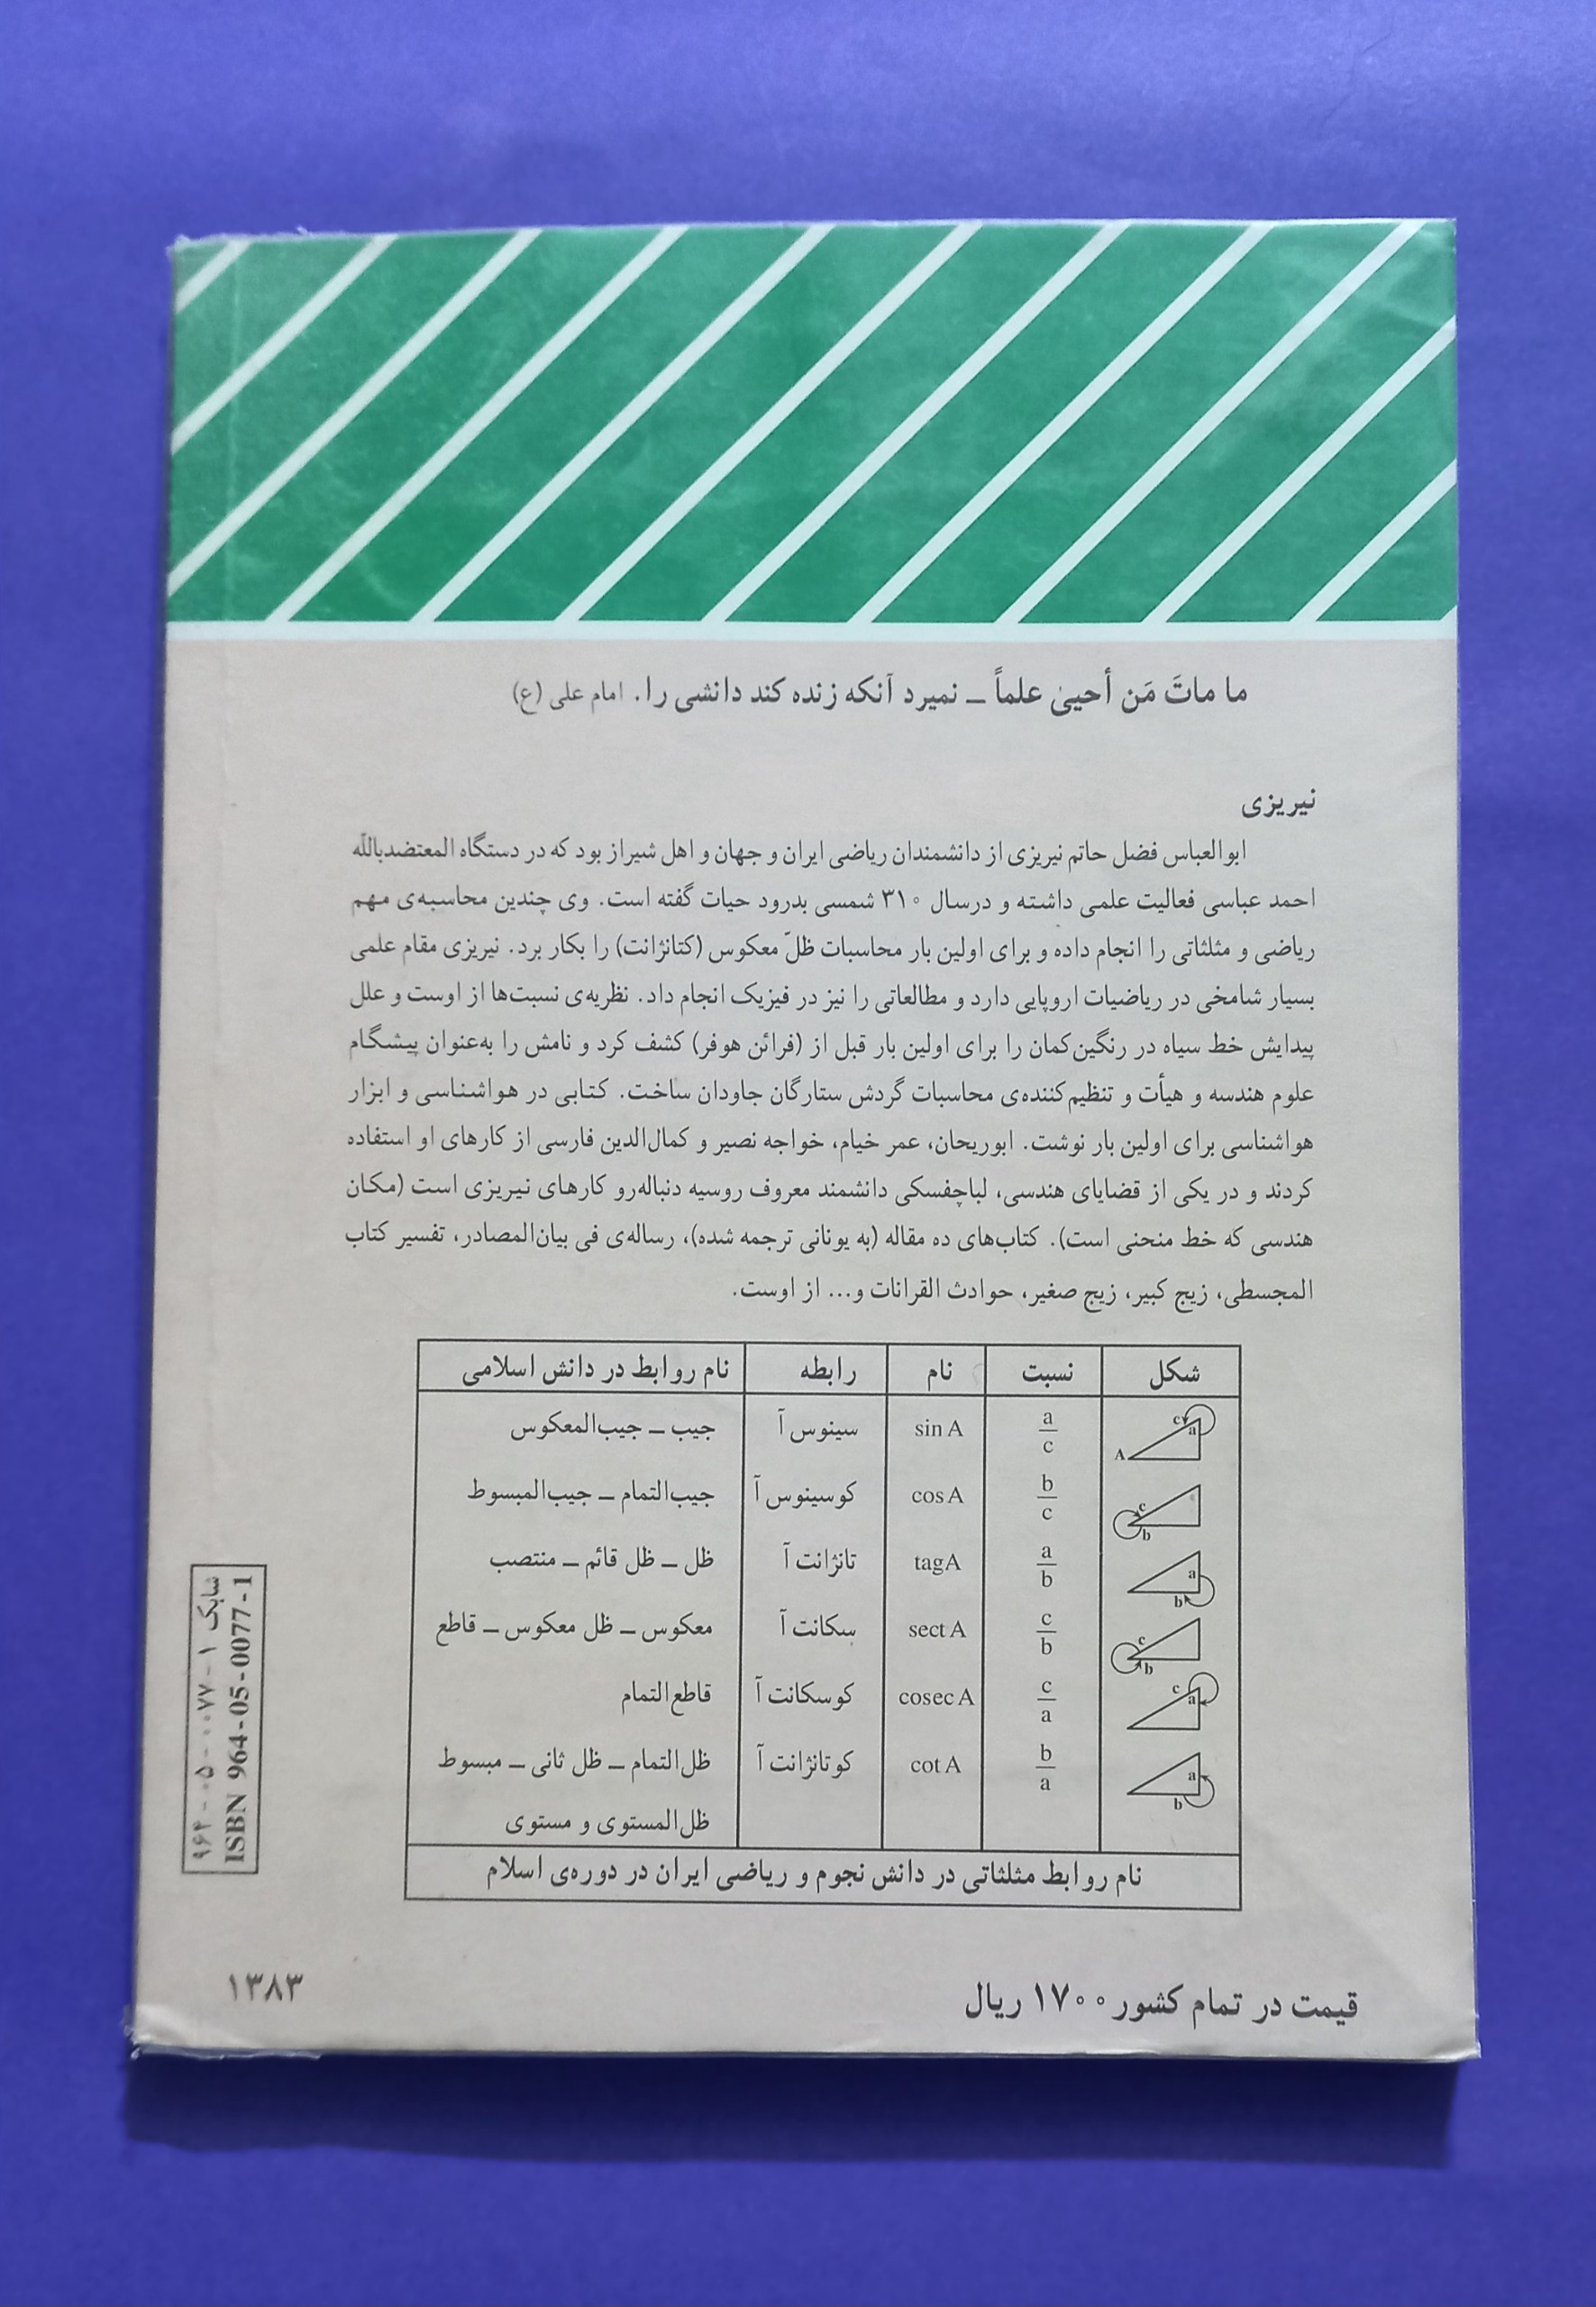 ما ماتَ مَن أحییٰ علماً ــ نمیرد آنکه زنده کند دانشی را. امام علی (ع)
نیریزی
ابوالعباس فضل حاتم نیریزی از دانشمندان ریاضی ایران و جهان و اهل شیراز بود که در دستگاه المعتضدباللّه
احمد عباسی فعالیت علمی داشته و درسال ۳۱۰ شمسی بدرود حیات گفته است. وی چندین محاسبه‌ی مهم
ریاضی و مثلثاتی را انجام داده و برای اولین بار محاسبات ظلّ معکوس (کتانژانت) را بکار برد. نیریزی مقام علمی
بسیار شامخی در ریاضیات اروپایی دارد و مطالعاتی را نیز در فیزیک انجام داد. نظریه‌ی نسبت‌ها از اوست و علل
پیدایش خط سیاه در رنگین‌کمان را برای اولین بار قبل از (فرائن هوفر) کشف کرد و نامش را به‌عنوان پیشگام
علوم هندسه و هیأت و تنظیم‌کننده‌ی محاسبات گردش ستارگان جاودان ساخت. کتابی در هواشناسی و ابزار
هواشناسی برای اولین بار نوشت. ابوریحان، عمر خیام، خواجه نصیر و کمال‌الدین فارسی از کارهای او استفاده
کردند و در یکی از قضایای هندسی، لباچفسکی دانشمند معروف روسیه دنباله‌رو کارهای نیریزی است (مکان
هندسی که خط منحنی است). کتاب‌های ده مقاله (به یونانی ترجمه شده)، رساله‌ی فی بیان‌المصادر، تفسیر کتاب
المجسطی، زیج کبیر، زیج صغیر، حوادث القرانات و... از اوست.
شکل نسبت نام رابطه نام روابط در دانش اسلامی
A c a a/c sin A سینوس آ جیب ــ جیب‌المعکوس
c b b/c cos A کوسینوس آ جیب‌التمام ــ جیب‌المبسوط
a b a/b tag A تانژانت آ ظل ــ ظل قائم ــ منتصب
c b c/b sect A سکانت آ معکوس ــ ظل معکوس ــ قاطع
c a c/a cosec A کوسکانت آ قاطع‌التمام
a b b/a cot A کوتانژانت آ ظل‌التمام ــ ظل ثانی ــ مبسوط
ظل‌المستوی و مستوی
نام روابط مثلثاتی در دانش نجوم و ریاضی ایران در دوره‌ی اسلام
شابک ۱-۰۰۷۷-۰۵-۹۶۴
ISBN 964-05-0077-1
قیمت در تمام کشور ۱۷۰۰ ریال
۱۳۸۳